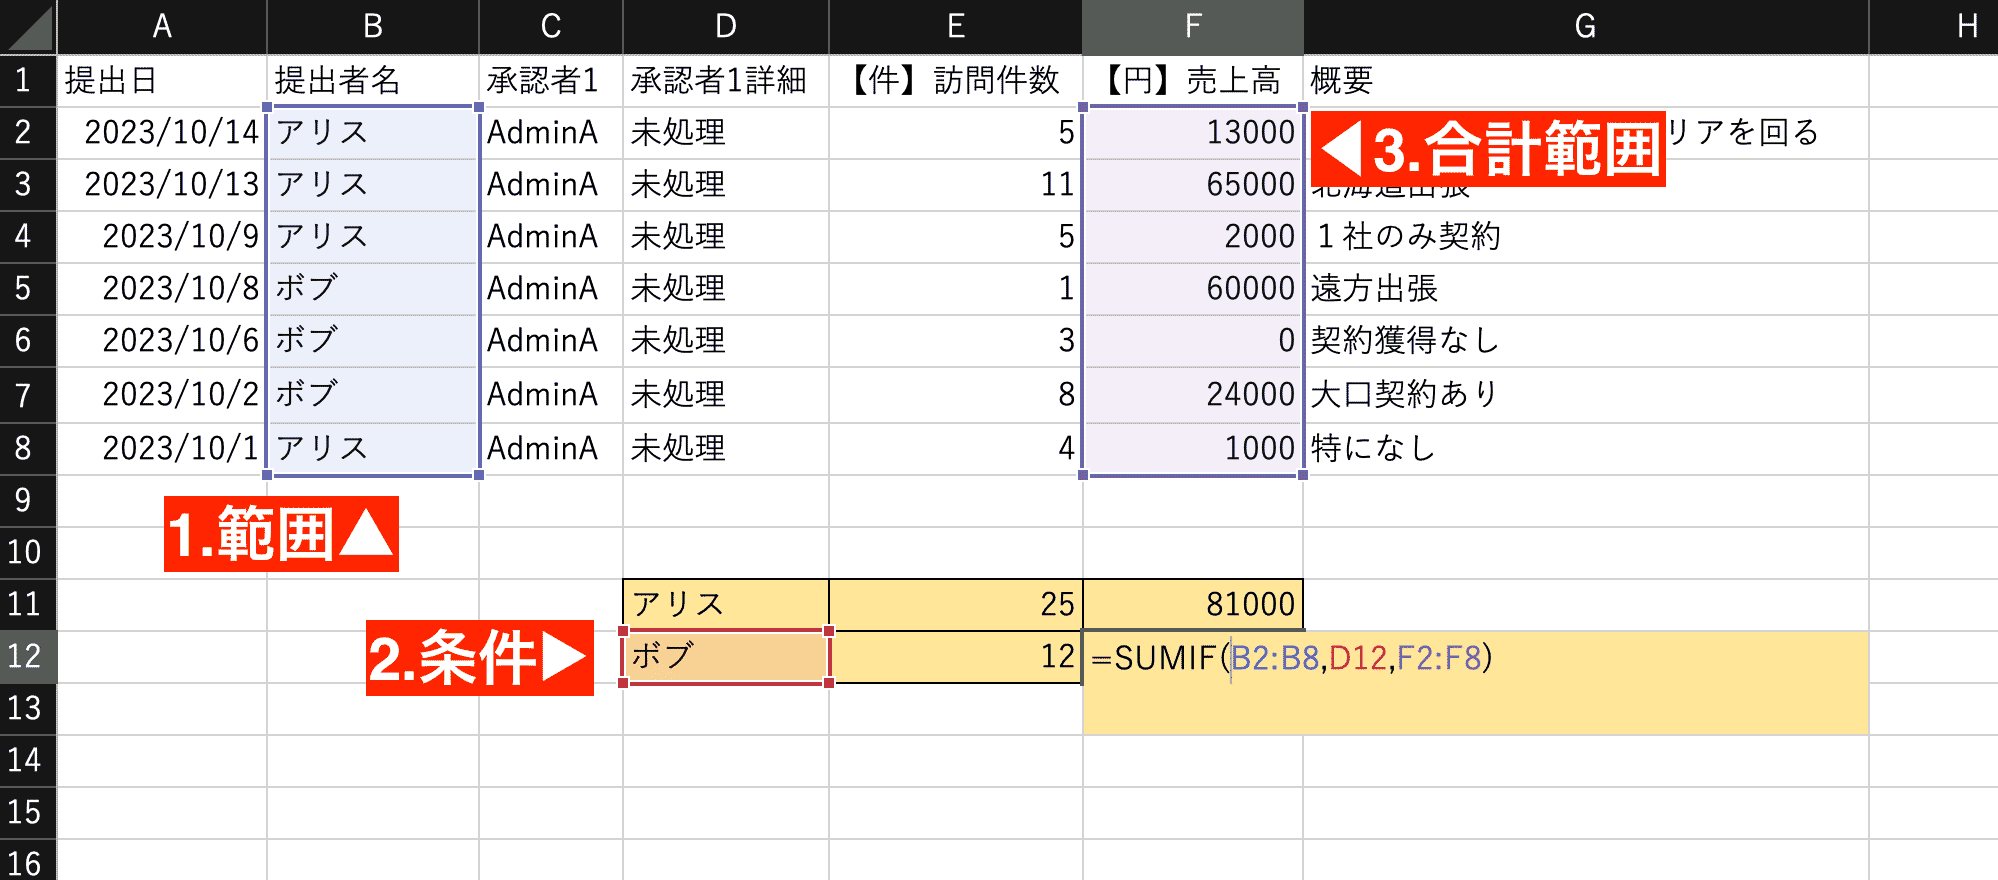 A B C D E F G H
1 提出日 提出者名 承認者1 承認者1詳細 【件】訪問件数 【円】売上高 概要
2 2023/10/14 アリス AdminA 未処理 5 13000 リアを回る
◀3.合計範囲
3 2023/10/13 アリス AdminA 未処理 11 65000 北海道出張
4 2023/10/9 アリス AdminA 未処理 5 2000 １社のみ契約
5 2023/10/8 ボブ AdminA 未処理 1 60000 遠方出張
6 2023/10/6 ボブ AdminA 未処理 3 0 契約獲得なし
7 2023/10/2 ボブ AdminA 未処理 8 24000 大口契約あり
8 2023/10/1 アリス AdminA 未処理 4 1000 特になし
9
1.範囲▲
10
11 アリス 25 81000
12 ボブ 12 =SUMIF(B2:B8,D12,F2:F8)
2.条件▶
13
14
15
16